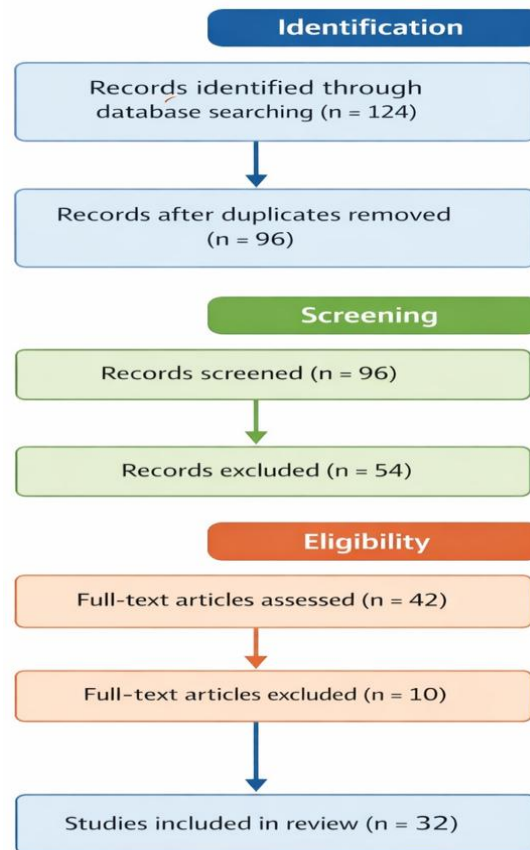 Identification
Records identified through
database searching (n = 124)
Records after duplicates removed
(n = 96)
Screening
Records screened (n = 96)
Records excluded (n = 54)
Eligibility
Full-text articles assessed (n = 42)
Full-text articles excluded (n = 10)
Studies included in review (n = 32)